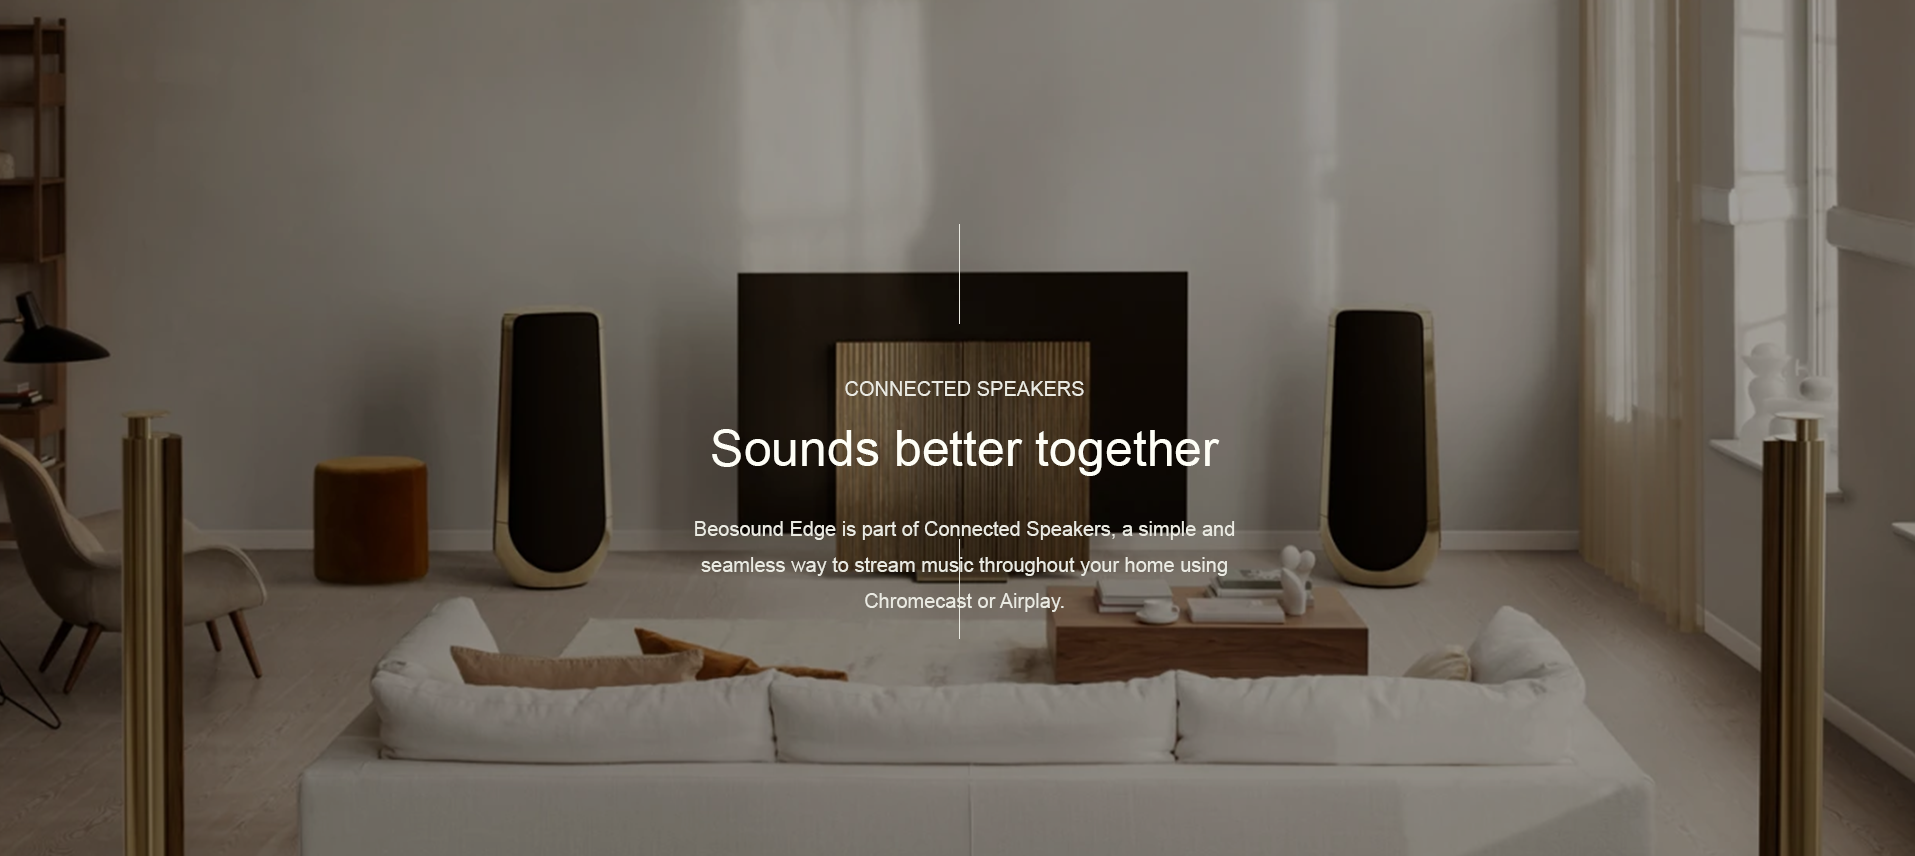 CONNECTED SPEAKERS
Sounds better together
Beosound Edge is part of Connected Speakers, a simple and
seamless way to stream music throughout your home using
Chromecast or Airplay.